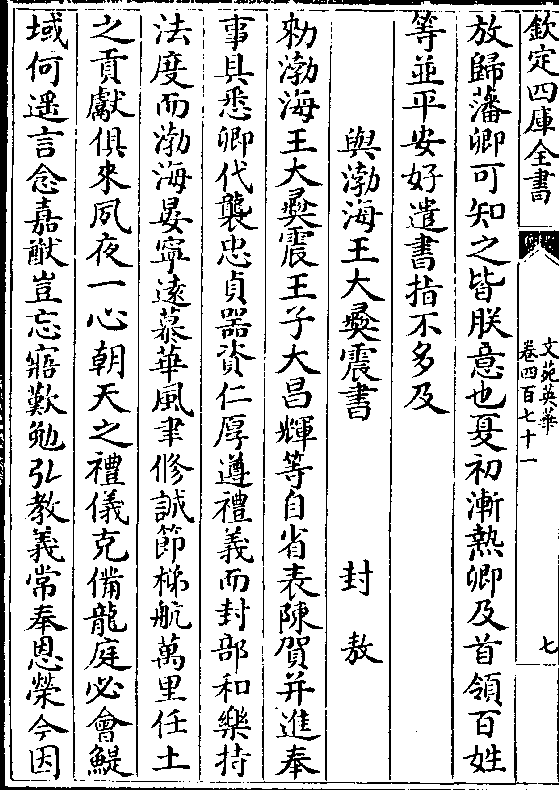 欽定四庫全書
文苑英華
卷四百七十一
七
放歸藩卿可知之皆朕意也夏初漸熱卿及首領百姓
等並平安好遣書指不多及
與渤海王大彛震書 封敖
勑渤海王大彛震王子大昌輝等自省表陳賀并進奉
事具悉卿代襲忠貞器資仁厚遵禮義而封部和樂持
法度而渤海晏寧遠慕華風聿修誠節梯航萬里任土
之貢獻俱來夙夜一心朝天之禮儀克備龍庭必會鯷
域何遥言念嘉猷豈忘寤歎勉弘教義常奉恩榮今因